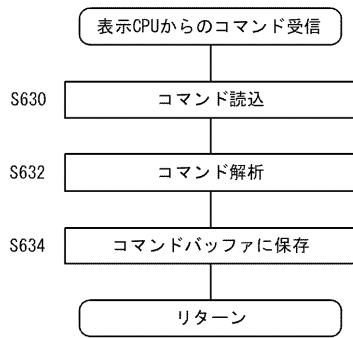 表示CPUからのコマンド受信
S630 コマンド読込
S632 コマンド解析
S634 コマンドバッファに保存
リターン